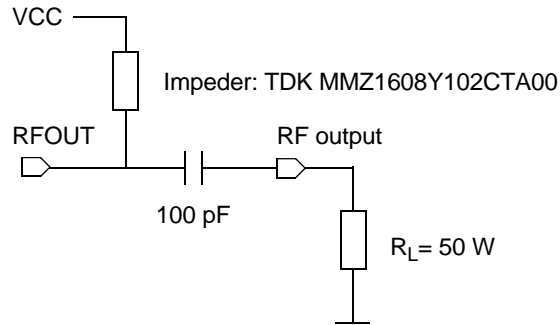 VCC
Impeder: TDK MMZ1608Y102CTA00
RFOUT
RF output
100 pF
RL= 50 W